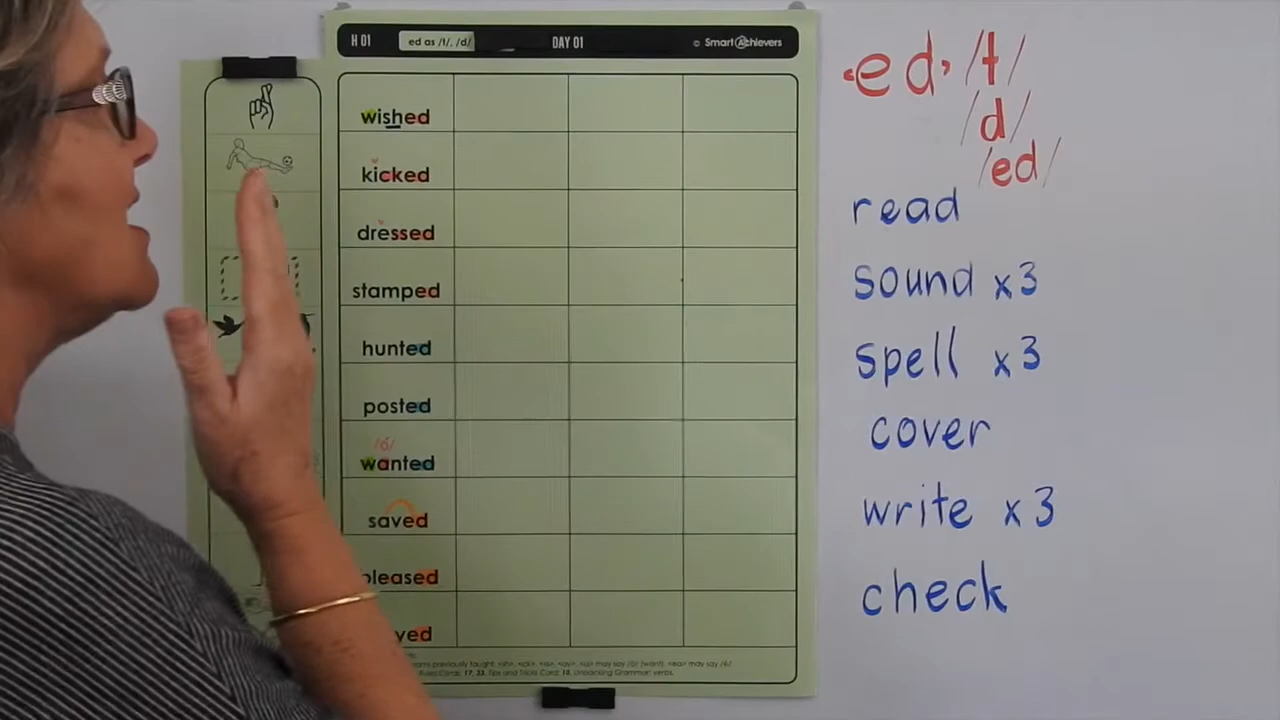 H 01 ed as /t/, /d/ DAY 01 © Smart Achievers
wished
kicked
dressed
stamped
hunted
posted
/ŏ/
wanted
saved
pleased
‹ed› /t/
/d/
/ed/
read
sound x3
spell x3
cover
write x3
check